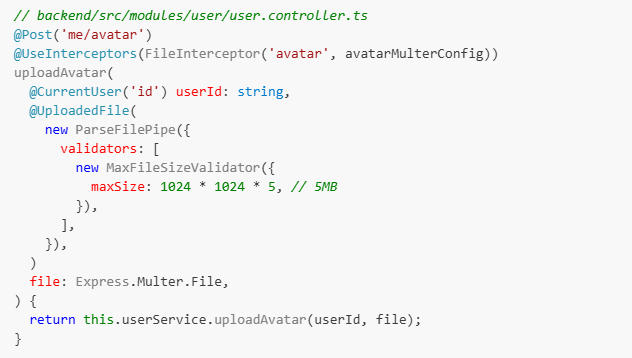 // backend/src/modules/user/user.controller.ts
@Post('me/avatar')
@UseInterceptors(FileInterceptor('avatar', avatarMulterConfig))
uploadAvatar(
  @CurrentUser('id') userId: string,
  @UploadedFile(
    new ParseFilePipe({
      validators: [
        new MaxFileSizeValidator({
          maxSize: 1024 * 1024 * 5, // 5MB
        }),
      ],
    }),
  )
  file: Express.Multer.File,
) {
  return this.userService.uploadAvatar(userId, file);
}